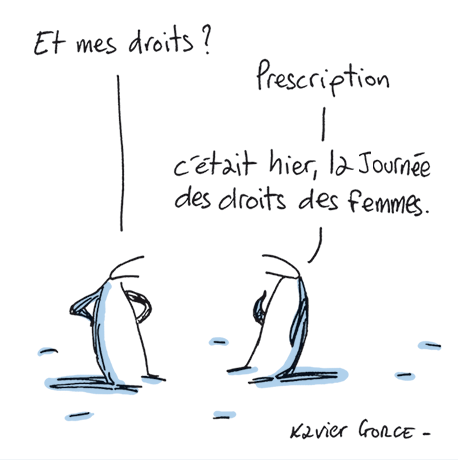 Et mes droits ?
Prescription
c'était hier, la Journée
des droits des femmes.
Xavier GORCE -